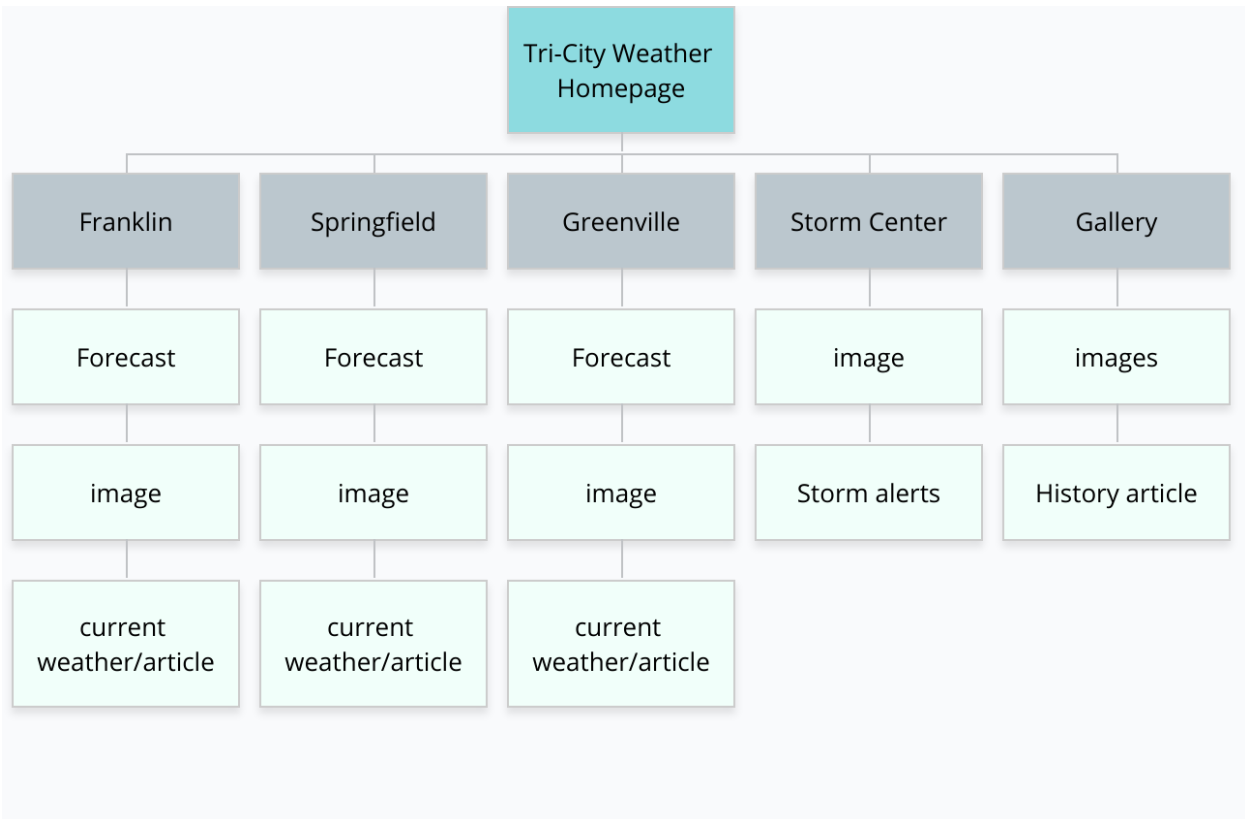 Tri-City Weather
Homepage
Franklin
Springfield
Greenville
Storm Center
Gallery
Forecast
Forecast
Forecast
image
images
image
image
image
Storm alerts
History article
current
weather/article
current
weather/article
current
weather/article